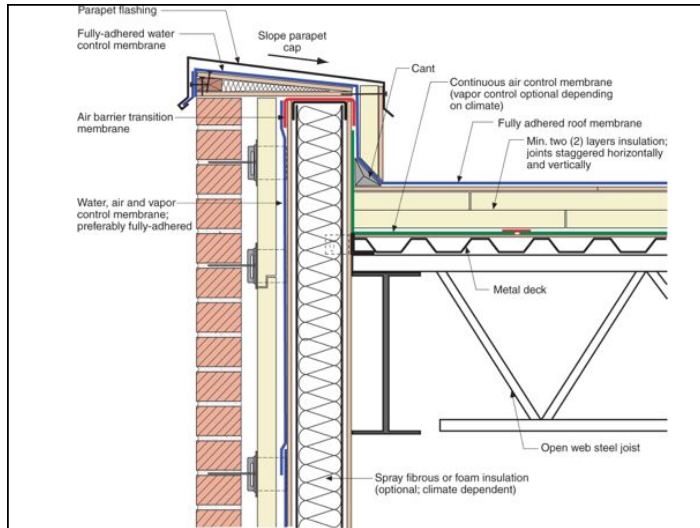 Parapet flashing
Fully-adhered water
control membrane
Slope parapet
cap
Cant
Continuous air control membrane
(vapor control optional depending
on climate)
Air barrier transition
membrane
Fully adhered roof membrane
Min. two (2) layers insulation;
joints staggered horizontally
and vertically
Water, air and vapor
control membrane;
preferably fully-adhered
Metal deck
Open web steel joist
Spray fibrous or foam insulation
(optional; climate dependent)